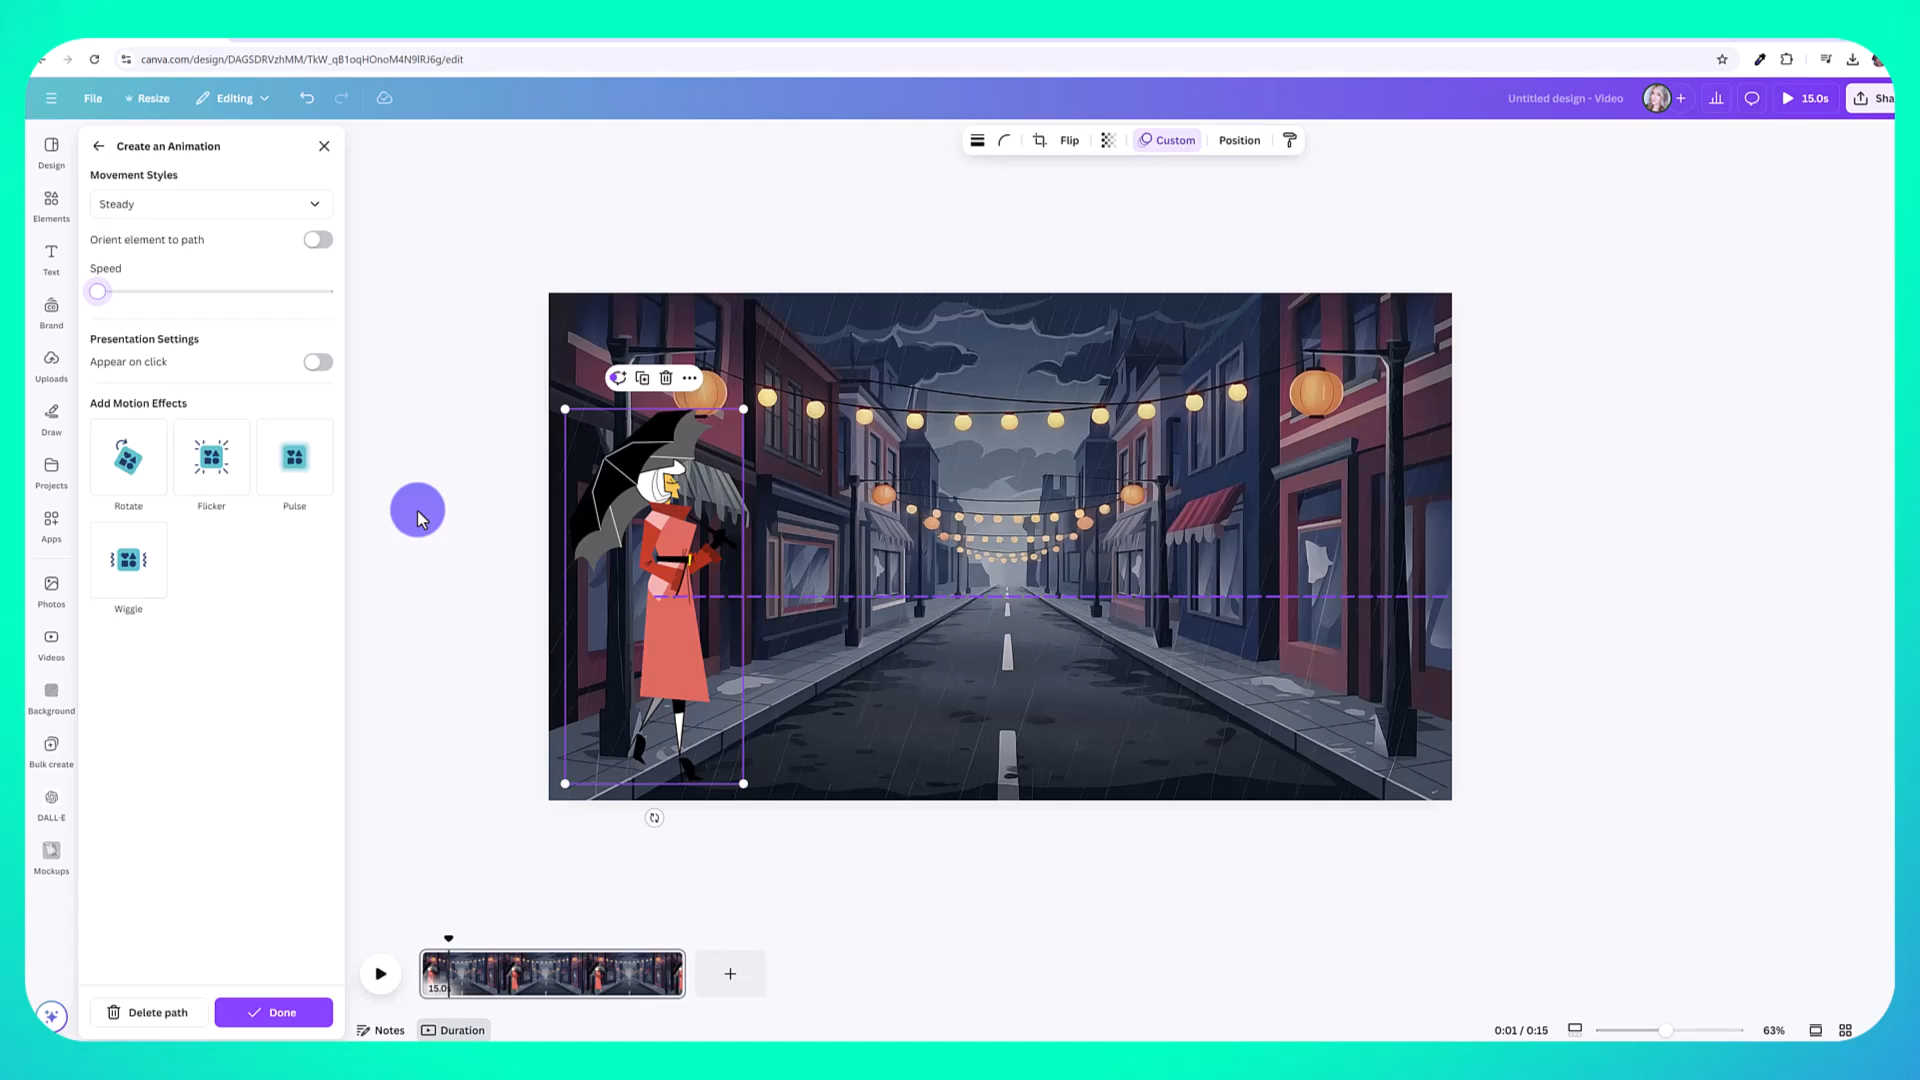 canva.com/design/DAGSDRVzhMM/TkW_qB1oqHOnoM4N9lRJ6g/edit
File
Resize
Editing
Untitled design - Video
15.0s
Sha
Design
Elements
Text
Brand
Uploads
Draw
Projects
Apps
Photos
Videos
Background
Bulk create
DALL·E
Mockups
Create an Animation
Movement Styles
Steady
Orient element to path
Speed
Presentation Settings
Appear on click
Add Motion Effects
Rotate
Flicker
Pulse
Wiggle
Delete path
Done
Flip
Custom
Position
15.0
Notes
Duration
0:01 / 0:15
63%